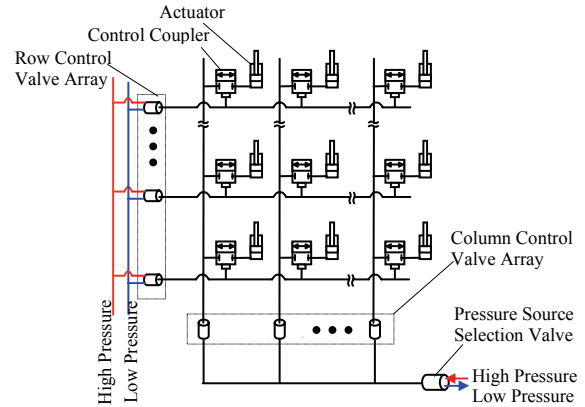 Actuator
Control Coupler
Row Control
Valve Array
Column Control
Valve Array
Pressure Source
Selection Valve
High Pressure
Low Pressure
High Pressure
Low Pressure